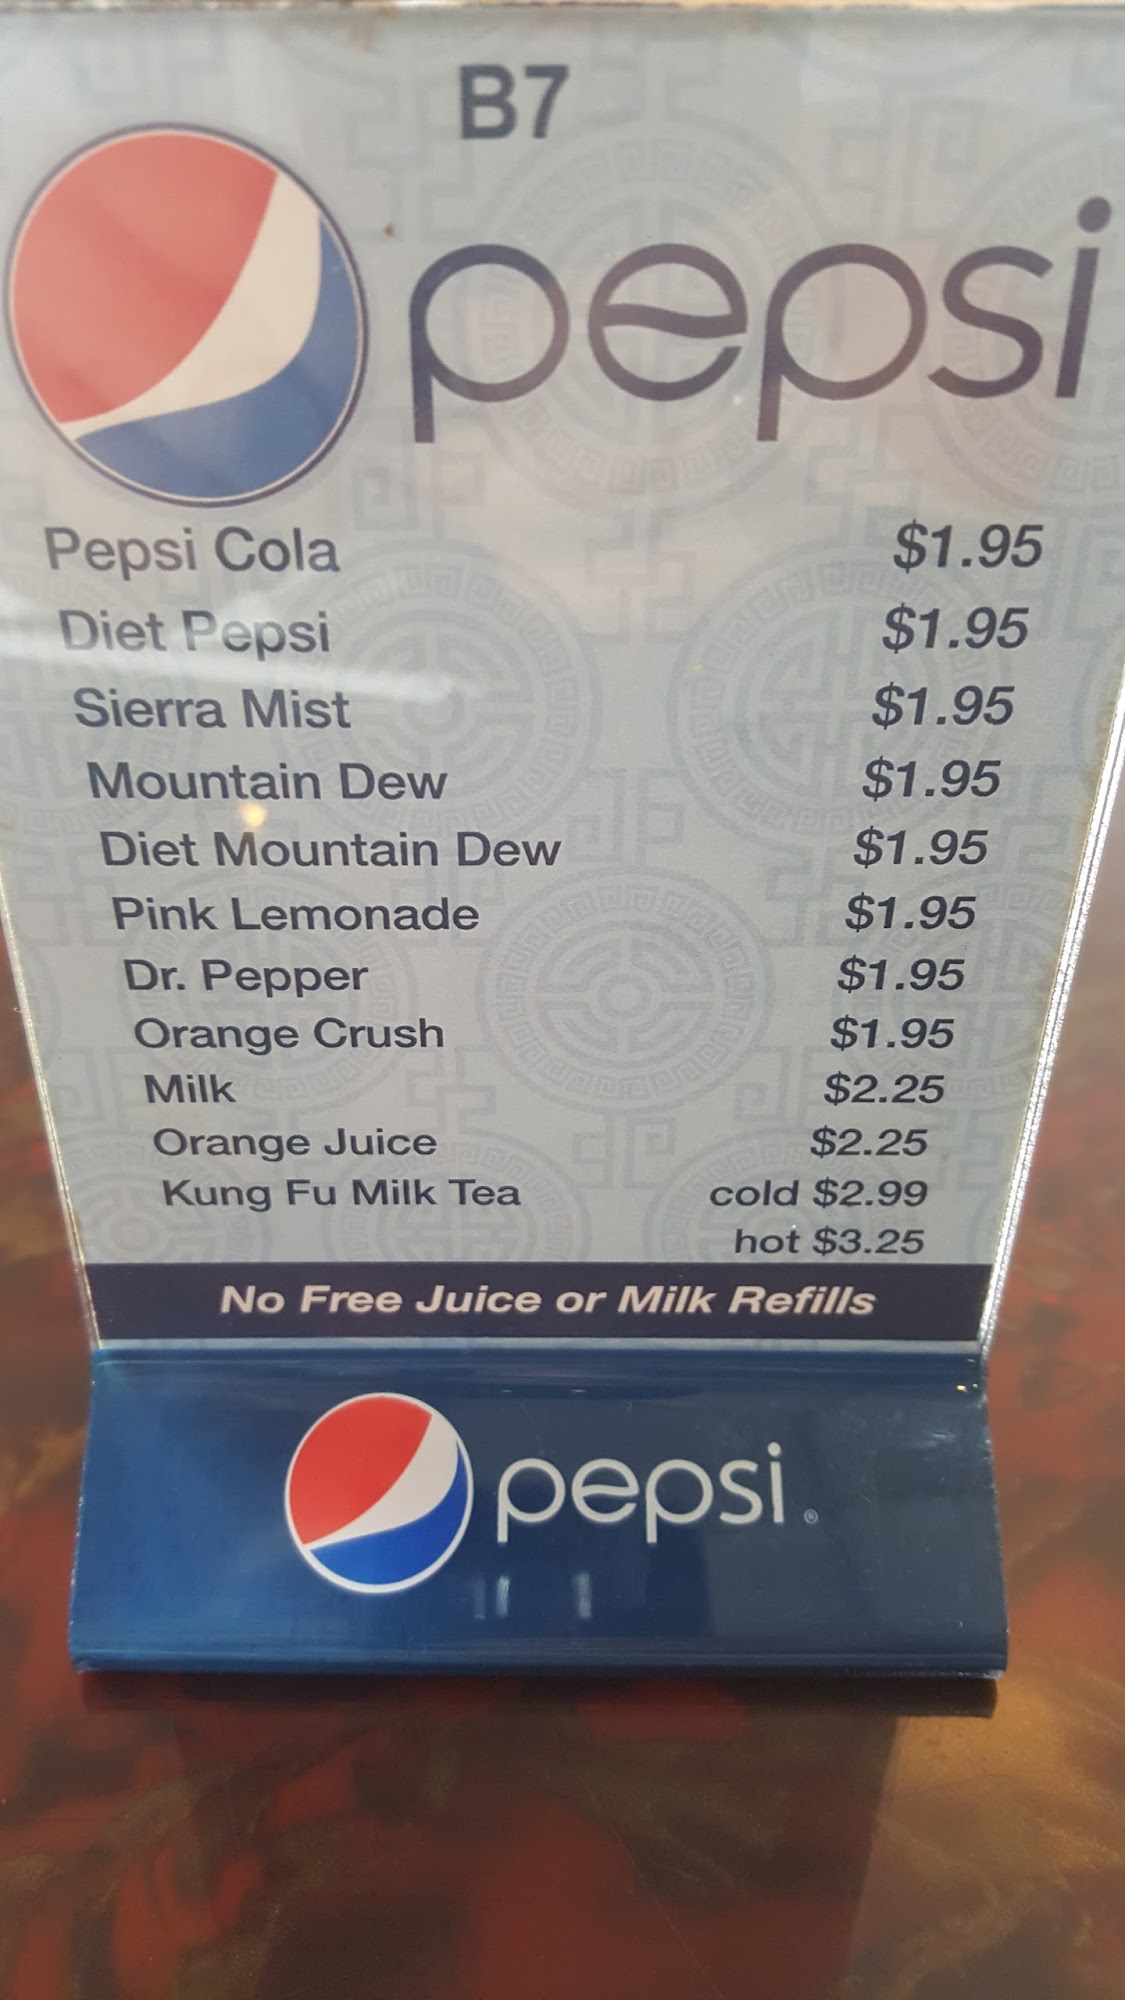 B7
pepsi
Pepsi Cola $1.95
Diet Pepsi $1.95
Sierra Mist $1.95
Mountain Dew $1.95
Diet Mountain Dew $1.95
Pink Lemonade $1.95
Dr. Pepper $1.95
Orange Crush $1.95
Milk $2.25
Orange Juice $2.25
Kung Fu Milk Tea cold $2.99
hot $3.25
No Free Juice or Milk Refills
pepsi®